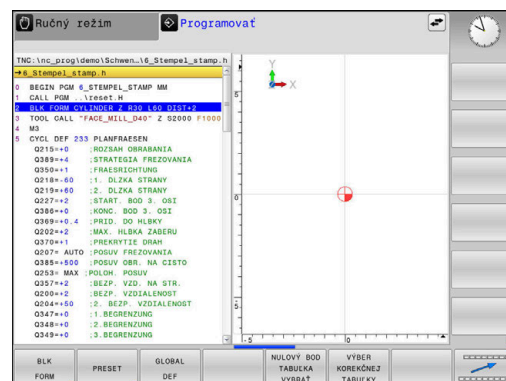 Ručný režim
Programovať
TNC:\nc_prog\demo\Schwen…\6_Stempel_stamp.h
→6_Stempel_stamp.h
0 BEGIN PGM 6_STEMPEL_STAMP MM
1 CALL PGM ..\reset.H
2 BLK FORM CYLINDER Z R30 L60 DIST+2
3 TOOL CALL "FACE_MILL_D40" Z S2000 F1000
4 M3
5 CYCL DEF 233 PLANFRAESEN
Q215=+0 ;ROZSAH OBRABANIA
Q389=+4 ;STRATEGIA FREZOVANIA
Q350=+1 ;FRAESRICHTUNG
Q218=-60 ;1. DLZKA STRANY
Q219=+60 ;2. DLZKA STRANY
Q227=+2 ;START. BOD 3. OSI
Q386=+0 ;KONC. BOD 3. OSI
Q369=+0.4 ;PRID. DO HLBKY
Q202=+2 ;MAX. HLBKA ZABERU
Q370=+1 ;PREKRYTIE DRAH
Q207= AUTO ;POSUV FREZOVANIA
Q385=+500 ;POSUV OBR. NA CISTO
Q253= MAX ;POLOH. POSUV
Q357=+2 ;BEZP. VZD. NA STR.
Q200=+2 ;BEZP. VZDIALENOST
Q204=+50 ;2. BEZP. VZDIALENOST
Q347=+0 ;1.BEGRENZUNG
Q348=+0 ;2.BEGRENZUNG
Q349=+0 ;3.BEGRENZUNG
Y
X
5
0
-5
-5
0
BLK
FORM
PRESET
GLOBAL
DEF
NULOVÝ BOD
TABUĽKA
VYBRAŤ
VÝBER
KOREKČNEJ
TABUĽKY